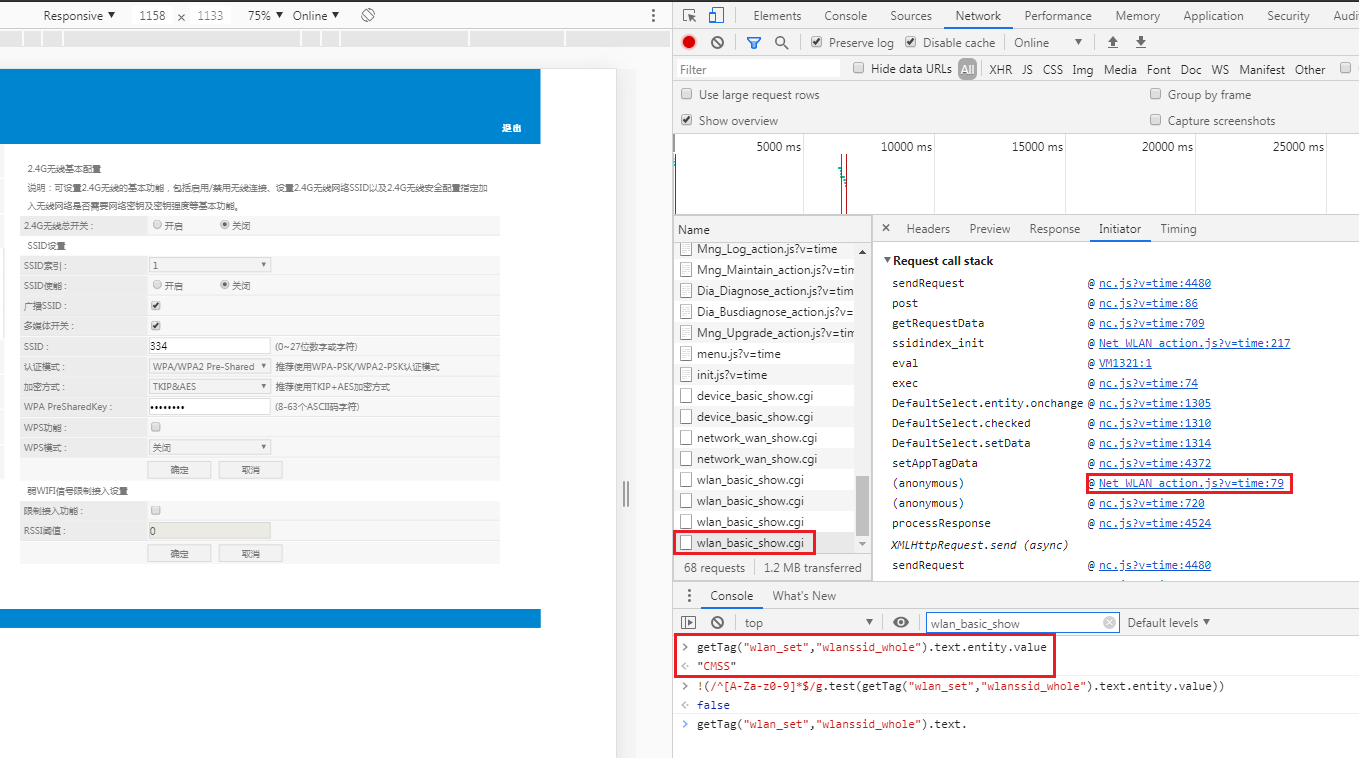 Responsive ▼ 1158 × 1133 75% ▼ Online ▼
退出
2.4G无线基本配置
说明：可设置2.4G无线的基本功能，包括启用/禁用无线连接、设置2.4G无线网络SSID以及2.4G无线安全配置指定加
入无线网络是否需要网络密钥及密钥强度等基本功能。
2.4G无线总开关： 开启 关闭
SSID设置
SSID索引： 1
SSID使能： 开启 关闭
广播SSID：
多媒体开关：
SSID： 334 (0~27位数字或字符)
认证模式： WPA/WPA2 Pre-Shared 推荐使用WPA-PSK/WPA2-PSK认证模式
加密方式： TKIP&AES 推荐使用TKIP+AES加密方式
WPA PreSharedKey： •••••••• (8-63个ASCII码字符)
WPS功能：
WPS模式： 关闭
确定 取消
弱WIFI信号限制接入设置
限制接入功能：
RSSI阈值： 0
确定 取消
Elements Console Sources Network Performance Memory Application Security Audi
Preserve log Disable cache Online ▼
Filter Hide data URLs All XHR JS CSS Img Media Font Doc WS Manifest Other
Use large request rows Group by frame
Show overview Capture screenshots
5000 ms 10000 ms 15000 ms 20000 ms 25000 ms
Name
Mng_Log_action.js?v=time
Mng_Maintain_action.js?v=tim
Dia_Diagnose_action.js?v=time
Dia_Busdiagnose_action.js?v=t
Mng_Upgrade_action.js?v=tim
menu.js?v=time
init.js?v=time
device_basic_show.cgi
device_basic_show.cgi
network_wan_show.cgi
network_wan_show.cgi
wlan_basic_show.cgi
wlan_basic_show.cgi
wlan_basic_show.cgi
wlan_basic_show.cgi
68 requests 1.2 MB transferred
× Headers Preview Response Initiator Timing
▼Request call stack
sendRequest @ nc.js?v=time:4480
post @ nc.js?v=time:86
getRequestData @ nc.js?v=time:709
ssidindex_init @ Net_WLAN_action.js?v=time:217
eval @ VM1321:1
exec @ nc.js?v=time:74
DefaultSelect.entity.onchange @ nc.js?v=time:1305
DefaultSelect.checked @ nc.js?v=time:1310
DefaultSelect.setData @ nc.js?v=time:1314
setAppTagData @ nc.js?v=time:4372
(anonymous) @ Net_WLAN_action.js?v=time:79
(anonymous) @ nc.js?v=time:720
processResponse @ nc.js?v=time:4524
XMLHttpRequest.send (async)
sendRequest @ nc.js?v=time:4480
Console What's New
top ▼ wlan_basic_show Default levels ▼
> getTag("wlan_set","wlanssid_whole").text.entity.value
"CMSS"
> !(/^[A-Za-z0-9]*$/g.test(getTag("wlan_set","wlanssid_whole").text.entity.value))
false
> getTag("wlan_set","wlanssid_whole").text.